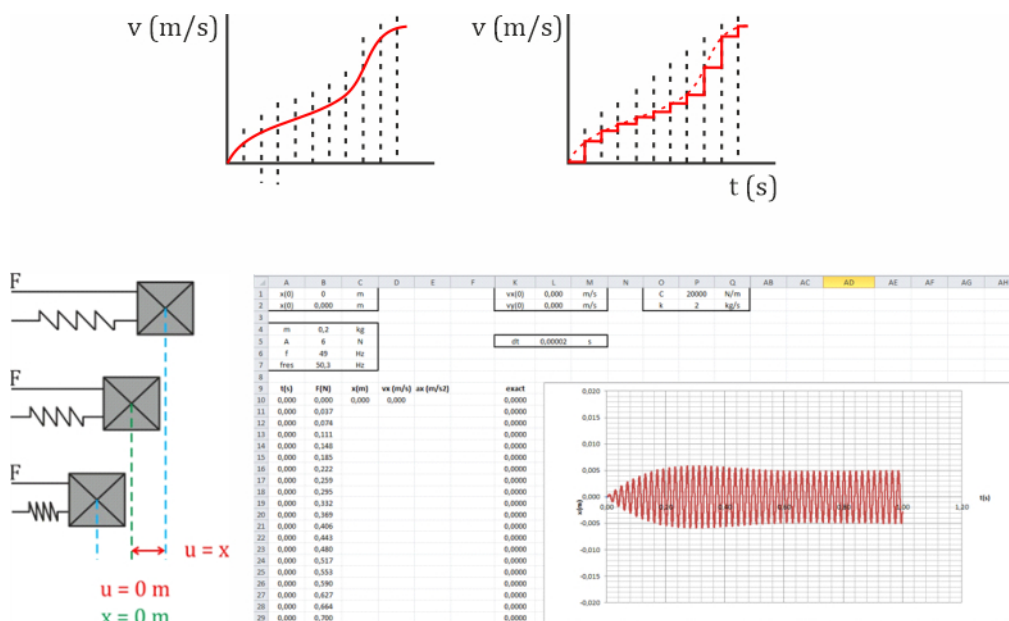 v (m/s) v (m/s)
t (s)
F
F
F
u = x
u = 0 m
x = 0 m
A B C D E F G H I J K L M N O P Q AB AC AD AE AF AG AH
1 x(0) 0 m vx(0) 0,000 m/s C 20000 N/m
2 x(0) 0,000 m vy(0) 0,000 m/s k 2 kg/s
3
4 m 0,2 kg
5 A 6 N dt 0,00002 s
6 f 49 Hz
7 fres 50,3 Hz
8
9 t(s) F(N) x(m) vx (m/s) ax (m/s2) exact
10 0,000 0,000 0,000 0,000 0,0000
11 0,000 0,037 0,0000
12 0,000 0,074 0,0000
13 0,000 0,111 0,0000
14 0,000 0,148 0,0000
15 0,000 0,185 0,0000
16 0,000 0,222 0,0000
17 0,000 0,259 0,0000
18 0,000 0,295 0,0000
19 0,000 0,332 0,0000
20 0,000 0,369 0,0000
21 0,000 0,406 0,0000
22 0,000 0,443 0,0000
23 0,000 0,480 0,0000
24 0,000 0,517 0,0000
25 0,000 0,553 0,0000
26 0,000 0,590 0,0000
27 0,000 0,627 0,0000
28 0,000 0,664 0,0000
29 0,000 0,700 0,0000
0,020
0,015
0,010
0,005
0,000
-0,005
-0,010
-0,015
-0,020
x(m)
0,00 0,20 0,40 0,60 0,80 1,00 1,20
t(s)